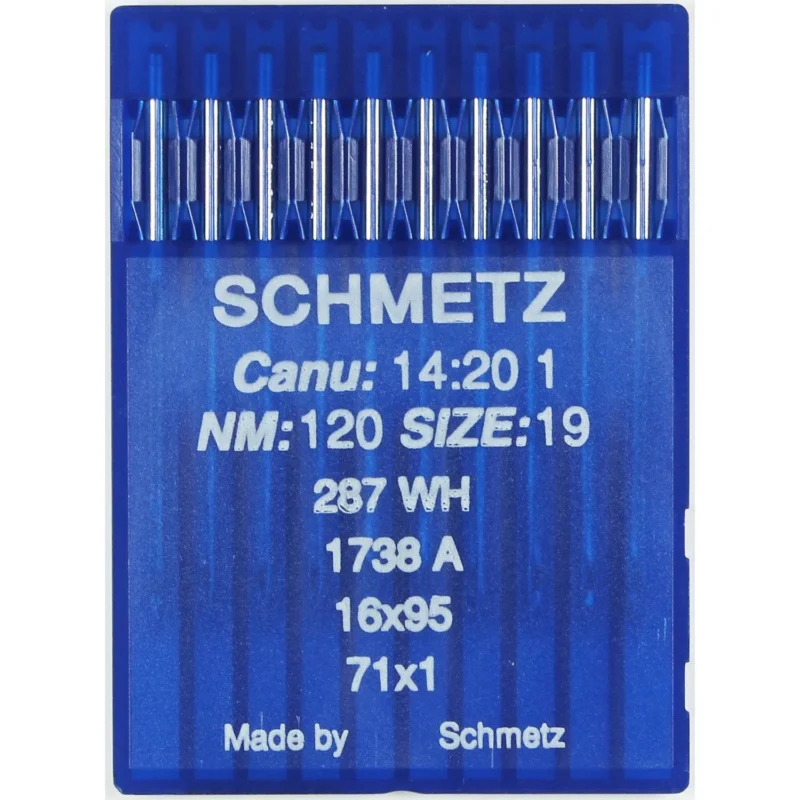 SCHMETZ
Canu: 14:20 1
NM:120 SIZE:19
287 WH
1738 A
16x95
71x1
Made by Schmetz